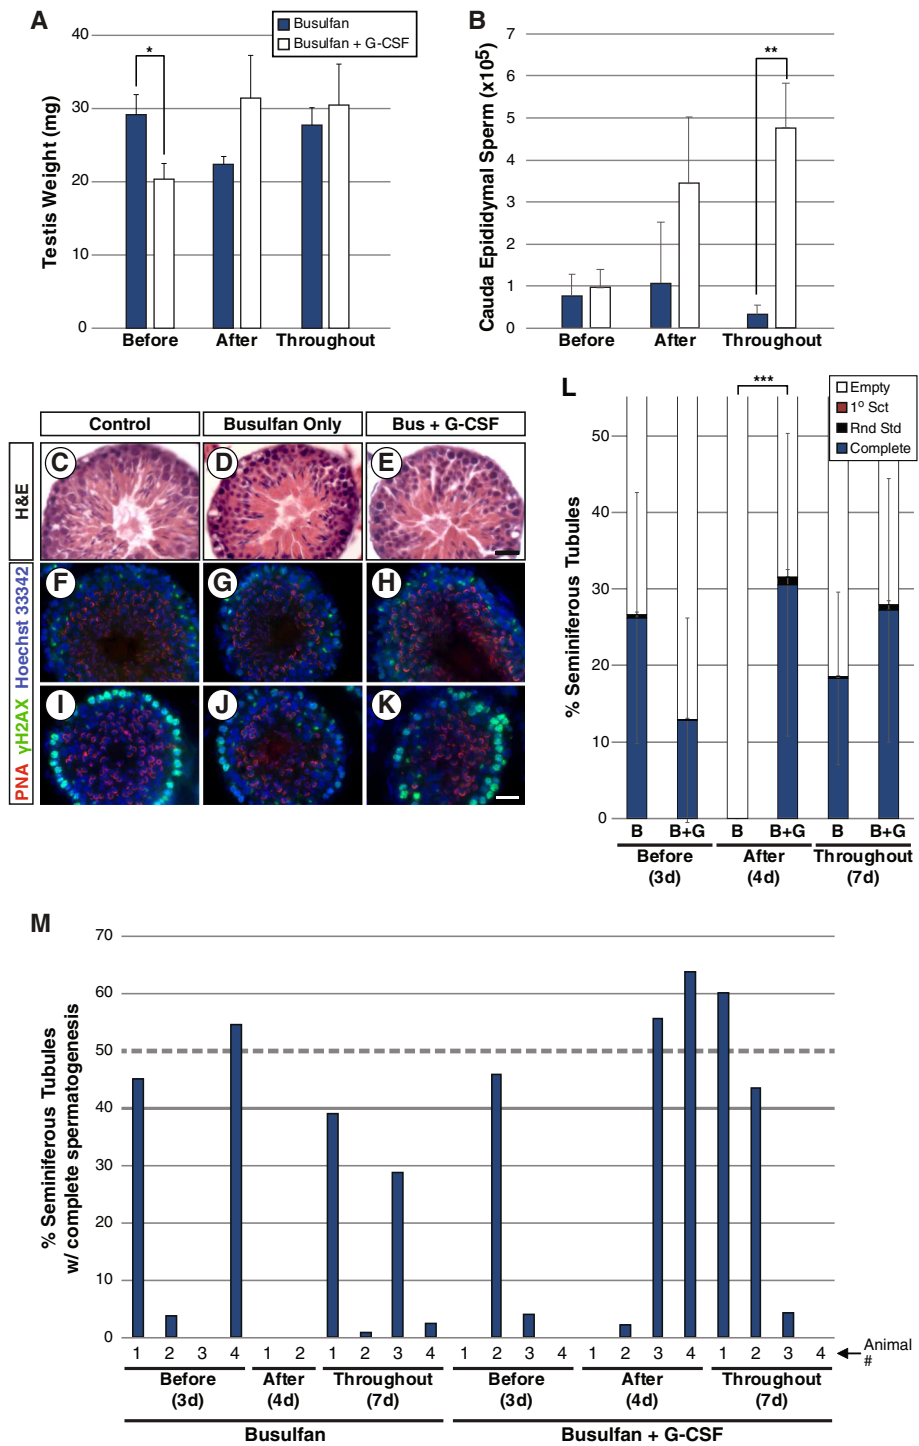 A
Busulfan
Busulfan + G-CSF
Testis Weight (mg)
40
30
20
10
0
*
Before After Throughout
B
Cauda Epididymal Sperm (x10⁵)
7
6
5
4
3
2
1
0
**
Before After Throughout
Control Busulfan Only Bus + G-CSF
H&E
C D E
PNA γH2AX Hoechst 33342
F G H
I J K
L
Empty
1° Sct
Rnd Std
Complete
***
% Seminiferous Tubules
50
40
30
20
10
0
B B+G B B+G B B+G
Before After Throughout
(3d) (4d) (7d)
M
% Seminiferous Tubules
w/ complete spermatogenesis
70
60
50
40
30
20
10
0
1 2 3 4 1 2 1 2 3 4 1 2 3 4 1 2 3 4 1 2 3 4
Animal
#
Before After Throughout Before After Throughout
(3d) (4d) (7d) (3d) (4d) (7d)
Busulfan Busulfan + G-CSF